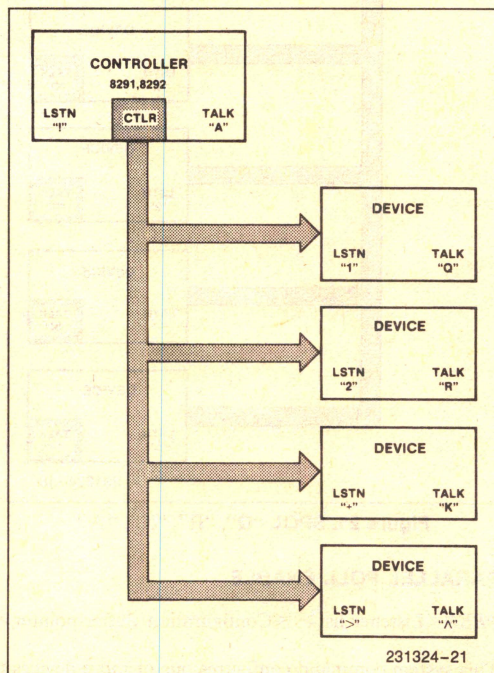 CONTROLLER
8291,8292
LSTN CTLR TALK
"!" "A"
DEVICE
LSTN TALK
"1" "Q"
DEVICE
LSTN TALK
"2" "R"
DEVICE
LSTN TALK
"+" "K"
DEVICE
LSTN TALK
">" "^"
231324-21